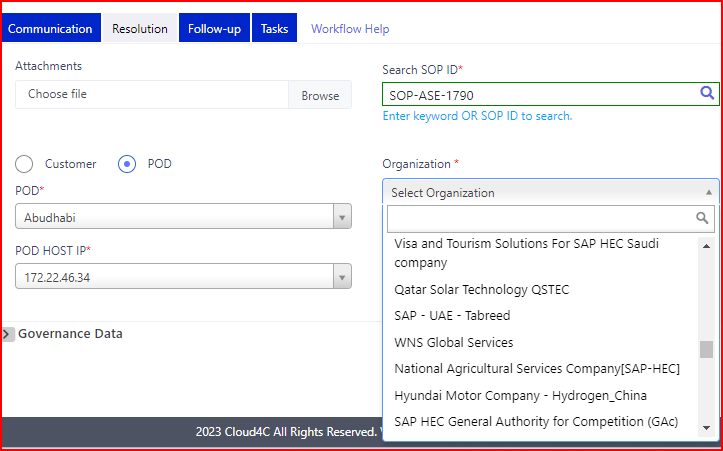 Communication Resolution Follow-up Tasks Workflow Help
Attachments
Choose file Browse
Search SOP ID*
SOP-ASE-1790
Enter keyword OR SOP ID to search.
Customer POD
POD*
Abudhabi
POD HOST IP*
172.22.46.34
Organization *
Select Organization
Visa and Tourism Solutions For SAP HEC Saudi
company
Qatar Solar Technology QSTEC
SAP - UAE - Tabreed
WNS Global Services
National Agricultural Services Company[SAP-HEC]
Hyundai Motor Company - Hydrogen_China
SAP HEC General Authority for Competition (GAc)
Governance Data
2023 Cloud4C All Rights Reserved.